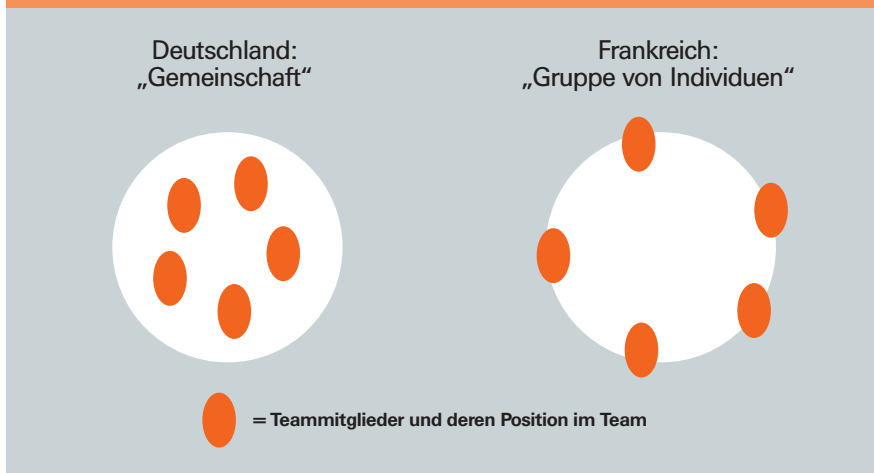 Deutschland:
„Gemeinschaft“
Frankreich:
„Gruppe von Individuen“
= Teammitglieder und deren Position im Team